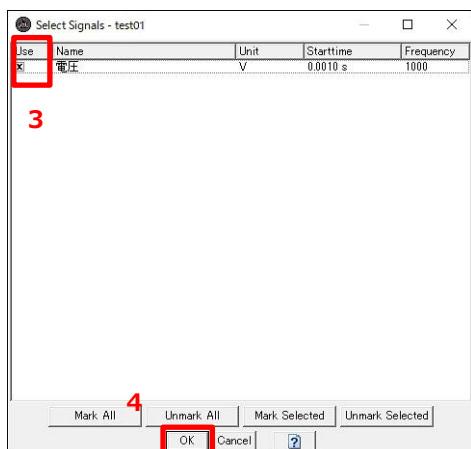 Select Signals - test01
Use Name Unit Starttime Frequency
電圧 V 0.0010 s 1000
3
4
Mark All Unmark All Mark Selected Unmark Selected
OK Cancel ?